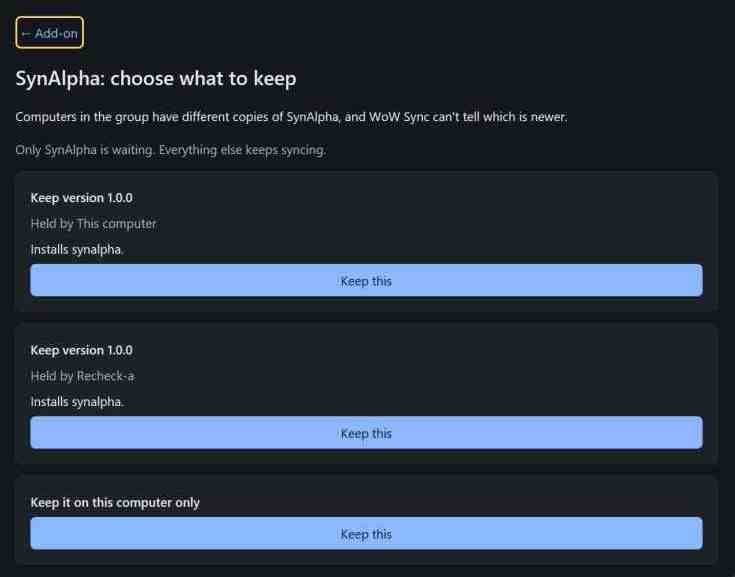 ← Add-on
SynAlpha: choose what to keep
Computers in the group have different copies of SynAlpha, and WoW Sync can't tell which is newer.
Only SynAlpha is waiting. Everything else keeps syncing.
Keep version 1.0.0
Held by This computer
Installs synalpha.
Keep this
Keep version 1.0.0
Held by Recheck-a
Installs synalpha.
Keep this
Keep it on this computer only
Keep this